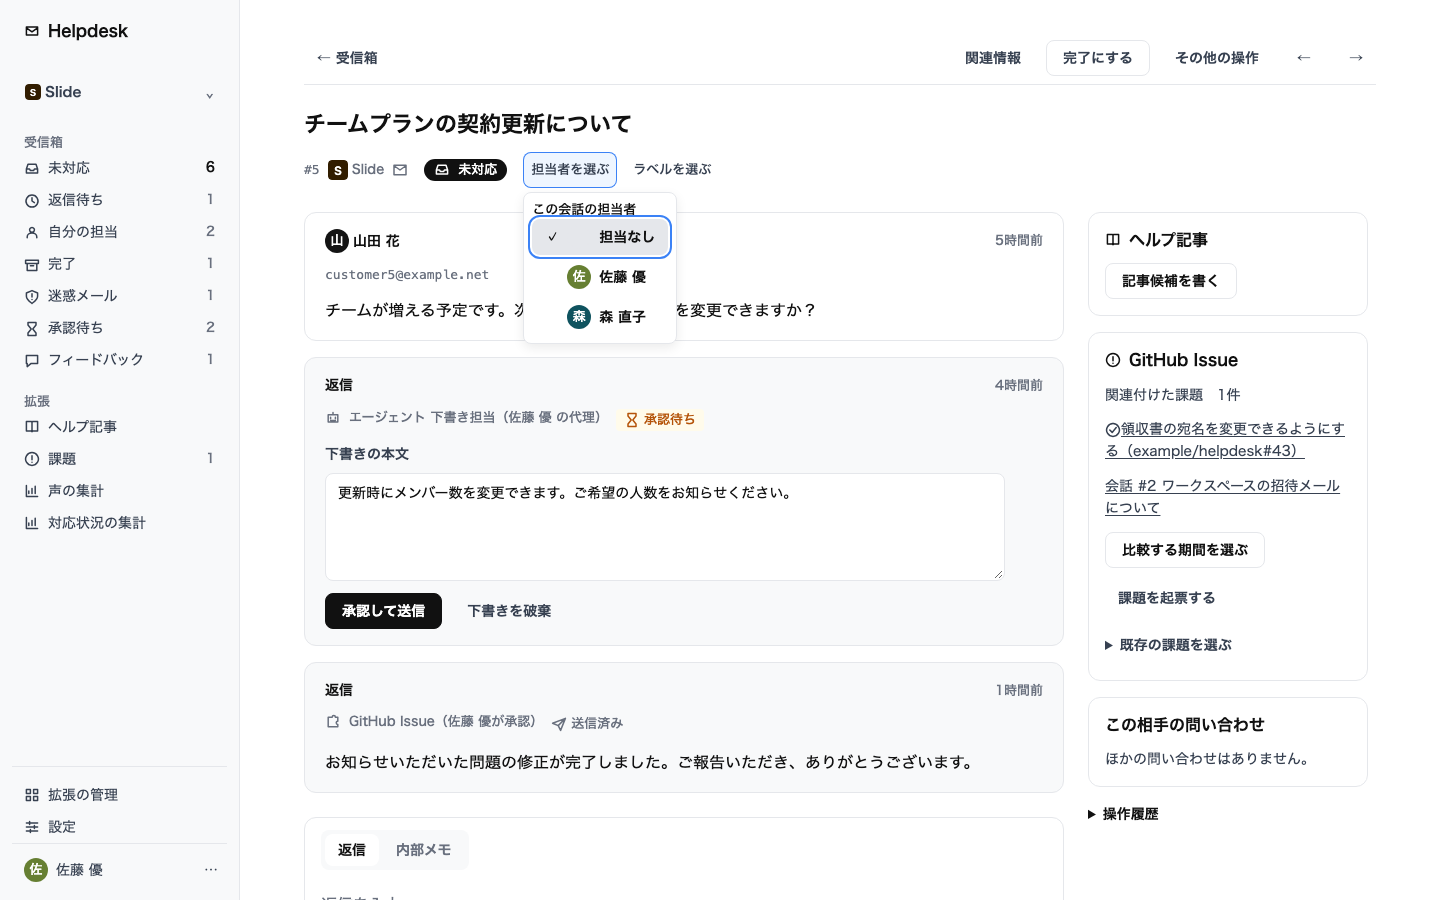 Helpdesk
S Slide
受信箱
未対応 6
返信待ち 1
自分の担当 2
完了 1
迷惑メール 1
承認待ち 2
フィードバック 1
拡張
ヘルプ記事
課題 1
声の集計
対応状況の集計
拡張の管理
設定
佐 佐藤 優 …
← 受信箱
関連情報 完了にする その他の操作 ← →
チームプランの契約更新について
#5 S Slide 未対応 担当者を選ぶ ラベルを選ぶ
この会話の担当者
✓ 担当なし
佐 佐藤 優
森 森 直子
山 山田 花 5時間前
customer5@example.net
チームが増える予定です。 を変更できますか？
返信 4時間前
エージェント 下書き担当（佐藤 優 の代理） 承認待ち
下書きの本文
更新時にメンバー数を変更できます。ご希望の人数をお知らせください。
承認して送信 下書きを破棄
返信 1時間前
GitHub Issue（佐藤 優が承認） 送信済み
お知らせいただいた問題の修正が完了しました。ご報告いただき、ありがとうございます。
返信 内部メモ
ヘルプ記事
記事候補を書く
GitHub Issue
関連付けた課題 1件
領収書の宛名を変更できるようにす
る（example/helpdesk#43）
会話 #2 ワークスペースの招待メール
について
比較する期間を選ぶ
課題を起票する
▶ 既存の課題を選ぶ
この相手の問い合わせ
ほかの問い合わせはありません。
▶ 操作履歴